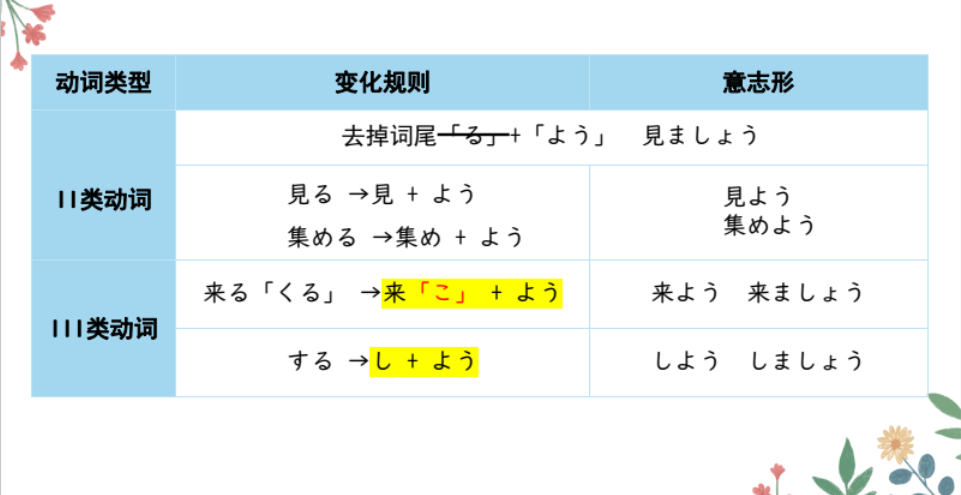 动词类型 变化规则 意志形
去掉词尾「る」+「よう」 見ましょう
II类动词
見る →見 + よう
集める →集め + よう
見よう
集めよう
III类动词
来る「くる」 →来「こ」 + よう
来よう 来ましょう
する →し + よう
しよう しましょう